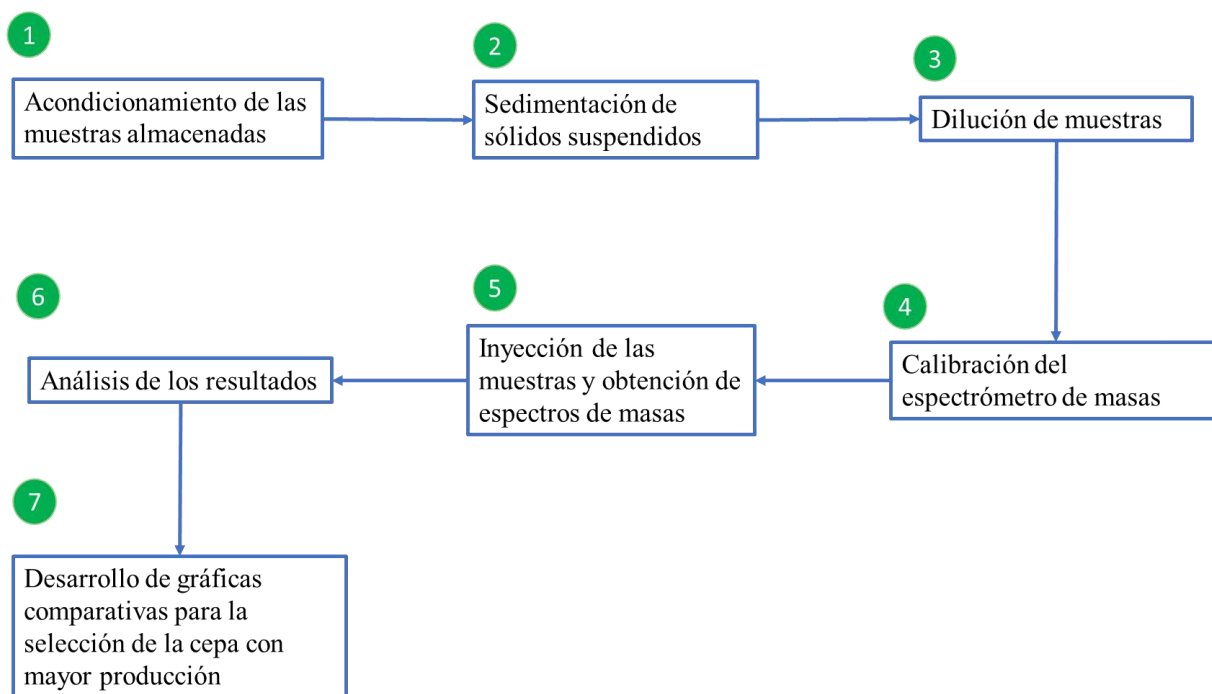 1
Acondicionamiento de las
muestras almacenadas
2
Sedimentación de
sólidos suspendidos
3
Dilución de muestras
4
Calibración del
espectrómetro de masas
5
Inyección de las
muestras y obtención de
espectros de masas
6
Análisis de los resultados
7
Desarrollo de gráficas
comparativas para la
selección de la cepa con
mayor producción